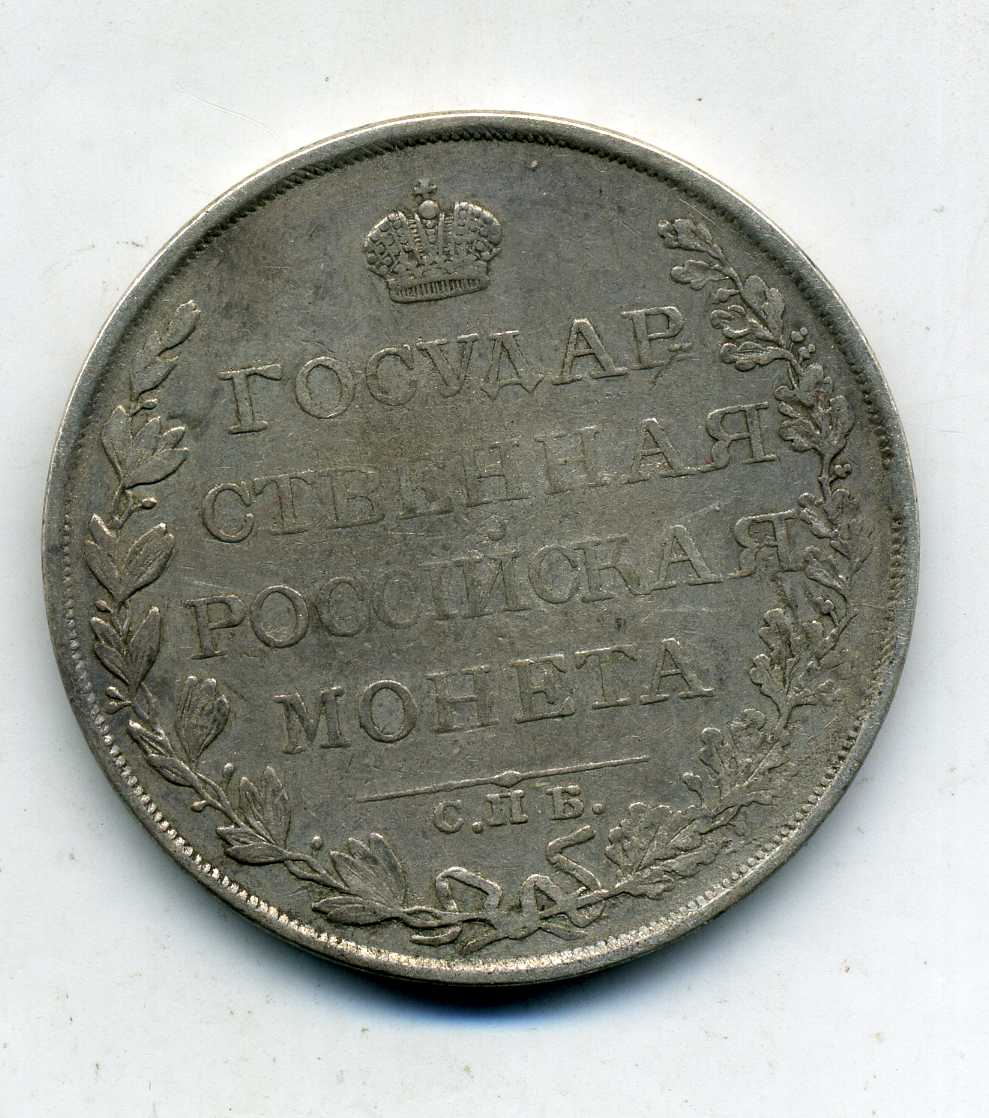 ГОСУДАР
СТВЕННАЯ
РОССІЙСКАЯ
МОНЕТА
С.П Б.